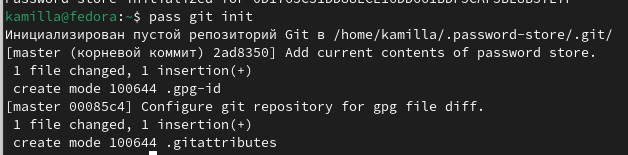 kamilla@fedora:~$ pass git init
Инициализирован пустой репозиторий Git в /home/kamilla/.password-store/.git/
[master (корневой коммит) 2ad8350] Add current contents of password store.
1 file changed, 1 insertion(+)
create mode 100644 .gpg-id
[master 00085c4] Configure git repository for gpg file diff.
1 file changed, 1 insertion(+)
create mode 100644 .gitattributes